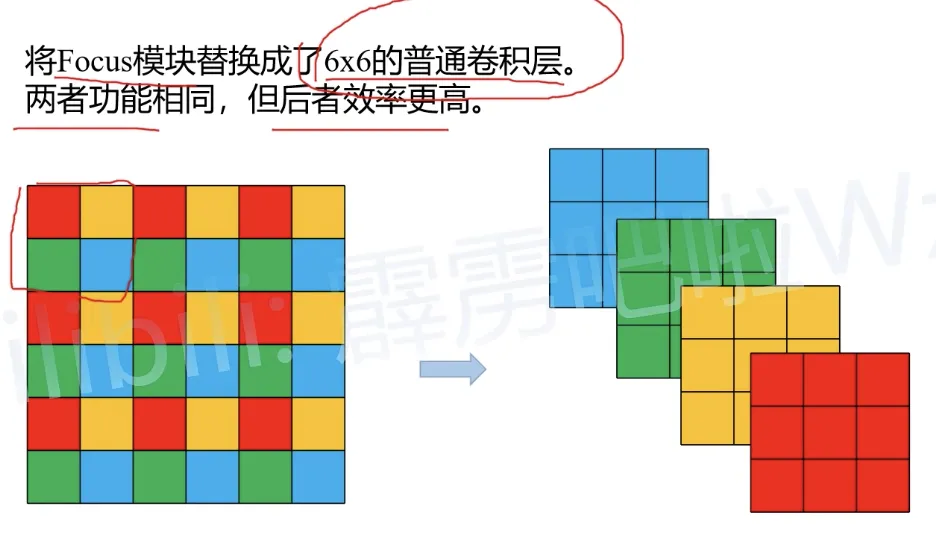 将Focus模块替换成了6x6的普通卷积层。
两者功能相同，但后者效率更高。
ilibili: 霹雳吧啦Wz